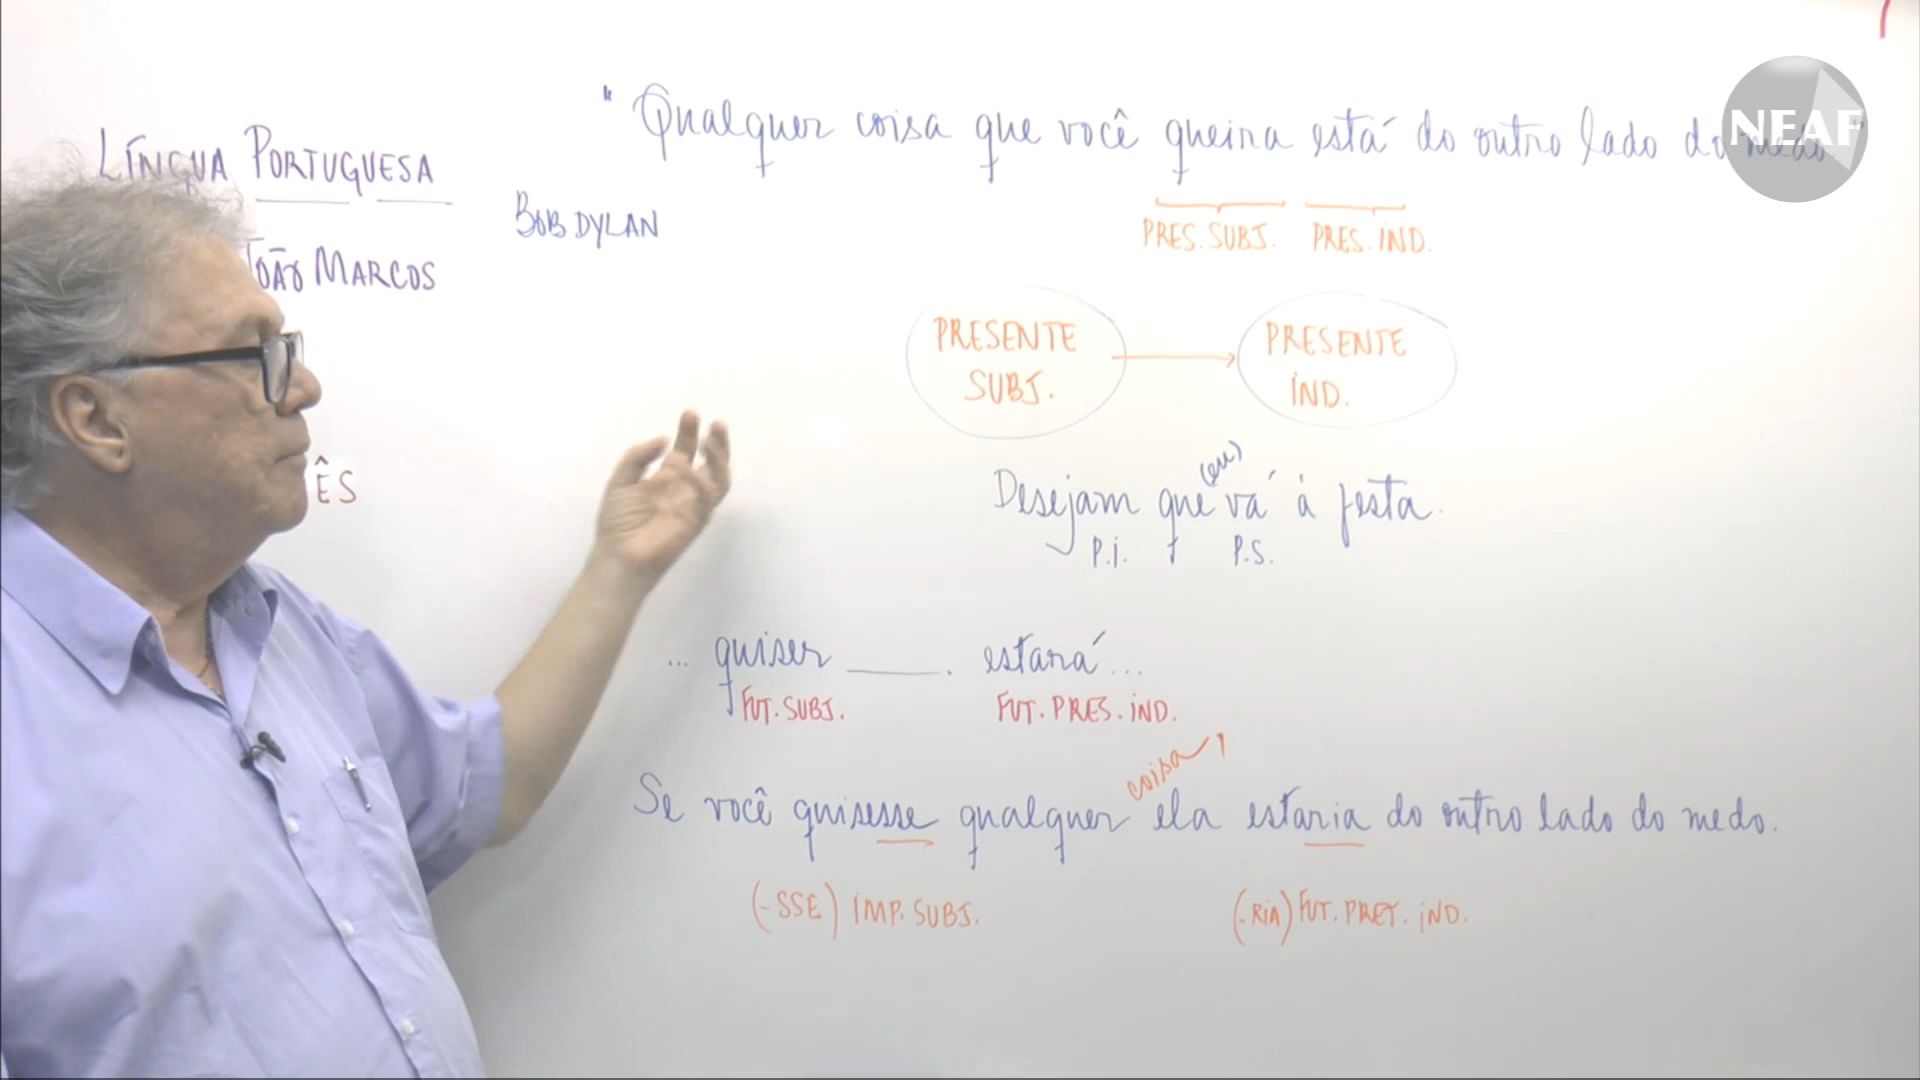 "Qualquer coisa que você queira está do outro lado do medo"
NEAF
LÍNGUA PORTUGUESA
BOB DYLAN
PRES. SUBJ. PRES. IND.
JOÃO MARCOS
PRESENTE SUBJ. → PRESENTE IND.
ÊS
(eu)
Desejam que vá à festa.
P.I. P.S.
... quiser ______. estará...
FUT. SUBJ. FUT. PRES. IND.
coisa,
Se você quisesse qualquer ela estaria do outro lado do medo.
(-SSE) IMP. SUBJ. (-RIA) FUT. PRET. IND.